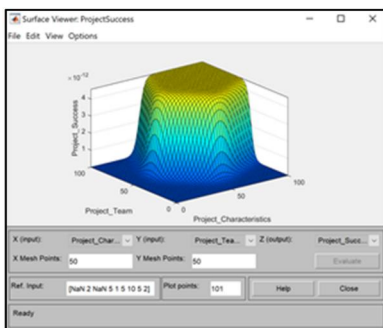 Surface Viewer: ProjectSuccess
File Edit View Options
×10⁻¹²
4
3
2
1
Project_Success
100
50
0
Project_Team
0
50
100
Project_Characteristics
X (input): Project_Char... Y (input): Project_Tea... Z (output): Project_Succ...
X Mesh Points: 50 Y Mesh Points: 50 Evaluate
Ref. Input: [NaN 2 NaN 5 1 5 10 5 2] Plot points: 101 Help Close
Ready